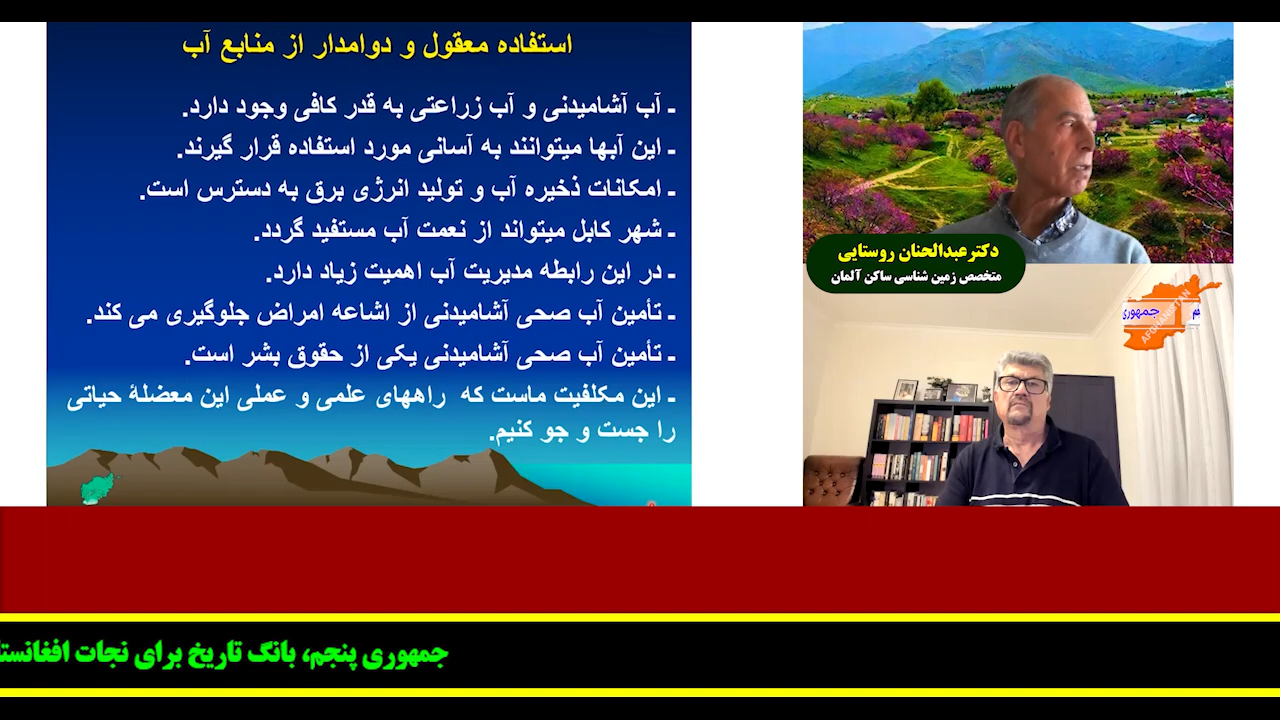 استفاده معقول و دوامدار از منابع آب
ـ آب آشامیدنی و آب زراعتی به قدر کافی وجود دارد.
ـ این آبها میتوانند به آسانی مورد استفاده قرار گیرند.
ـ امکانات ذخیره آب و تولید انرژی برق به دسترس است.
ـ شهر کابل میتواند از نعمت آب مستفید گردد.
ـ در این رابطه مدیریت آب اهمیت زیاد دارد.
ـ تأمین آب صحی آشامیدنی از اشاعه امراض جلوگیری می کند.
ـ تأمین آب صحی آشامیدنی یکی از حقوق بشر است.
ـ این مکلفیت ماست که راههای علمی و عملی این معضلۀ حیاتی
را جست و جو کنیم.
دکترعبدالحنان روستایی
متخصص زمین شناسی ساکن آلمان
جمهوری
AFGHANISTAN
جمهوری پنجم، بانگ تاریخ برای نجات